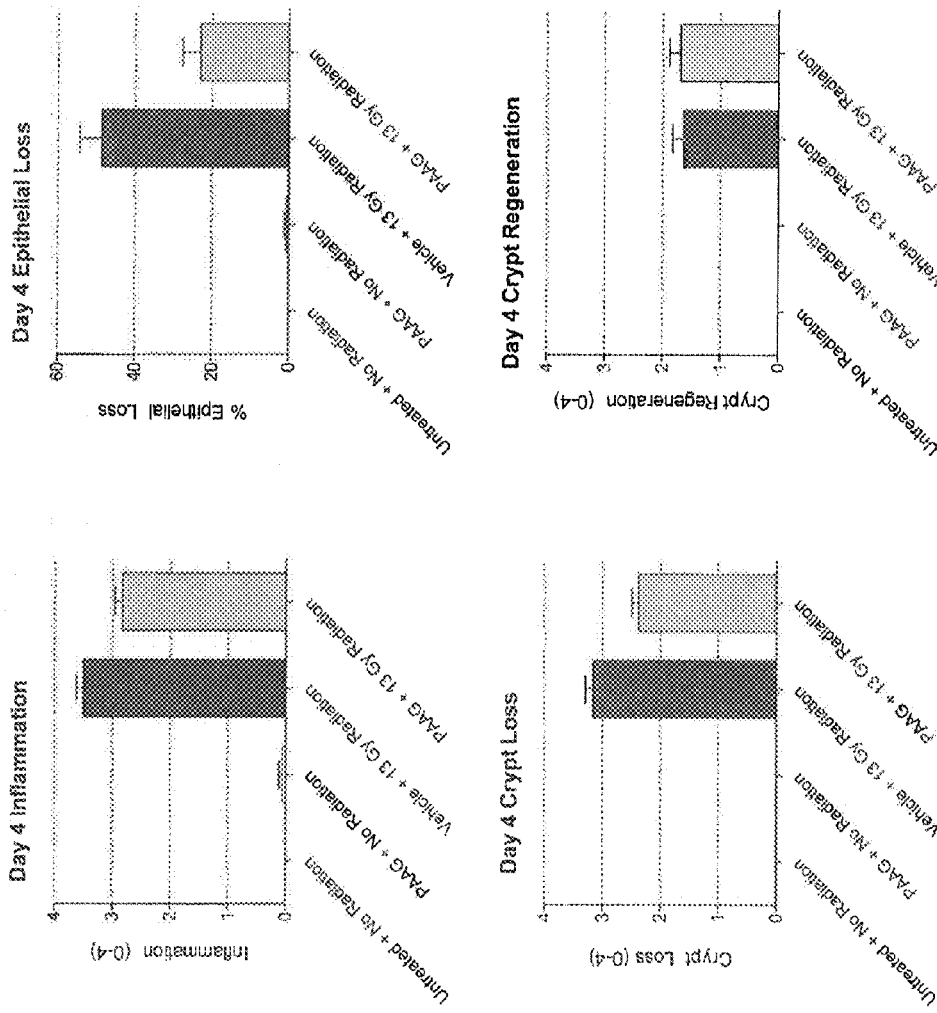 Day 4 Inflammation
Inflammation (0-4)
4
3
2
1
0
Untreated + No Radiation
PAAG + No Radiation
Vehicle + 13 Gy Radiation
PAAG + 13 Gy Radiation
Day 4 Epithelial Loss
% Epithelial Loss
60
40
20
0
Untreated + No Radiation
PAAG + No Radiation
Vehicle + 13 Gy Radiation
PAAG + 13 Gy Radiation
Day 4 Crypt Loss
Crypt Loss (0-4)
4
3
2
1
0
Untreated + No Radiation
PAAG + No Radiation
Vehicle + 13 Gy Radiation
PAAG + 13 Gy Radiation
Day 4 Crypt Regeneration
Crypt Regeneration (0-4)
4
3
2
1
0
Untreated + No Radiation
PAAG + No Radiation
Vehicle + 13 Gy Radiation
PAAG + 13 Gy Radiation